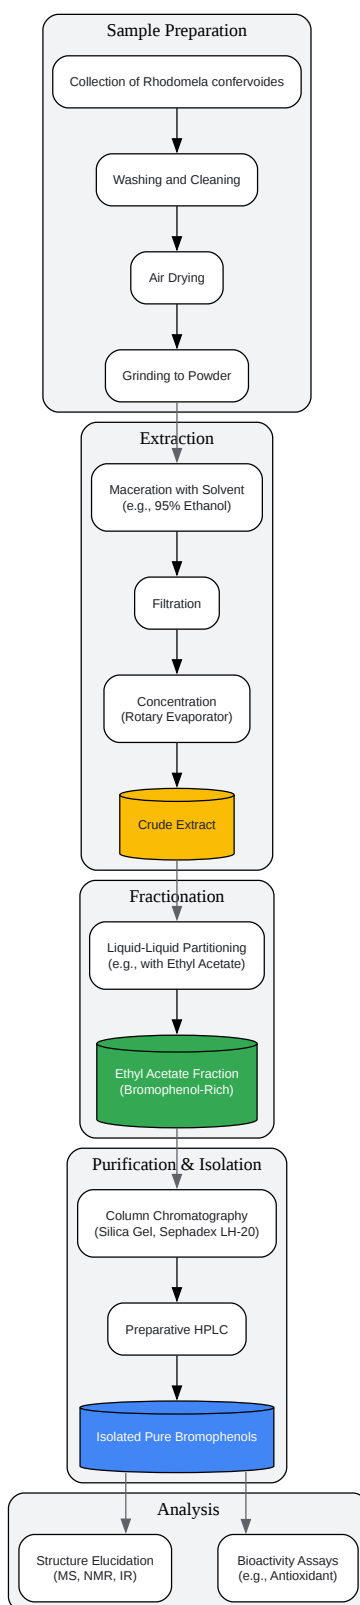 Sample Preparation
Collection of Rhodomela confervoides
Washing and Cleaning
Air Drying
Grinding to Powder
Extraction
Maceration with Solvent
(e.g., 95% Ethanol)
Filtration
Concentration
(Rotary Evaporator)
Crude Extract
Fractionation
Liquid-Liquid Partitioning
(e.g., with Ethyl Acetate)
Ethyl Acetate Fraction
(Bromophenol-Rich)
Purification & Isolation
Column Chromatography
(Silica Gel, Sephadex LH-20)
Preparative HPLC
Isolated Pure Bromophenols
Analysis
Structure Elucidation
(MS, NMR, IR)
Bioactivity Assays
(e.g., Antioxidant)